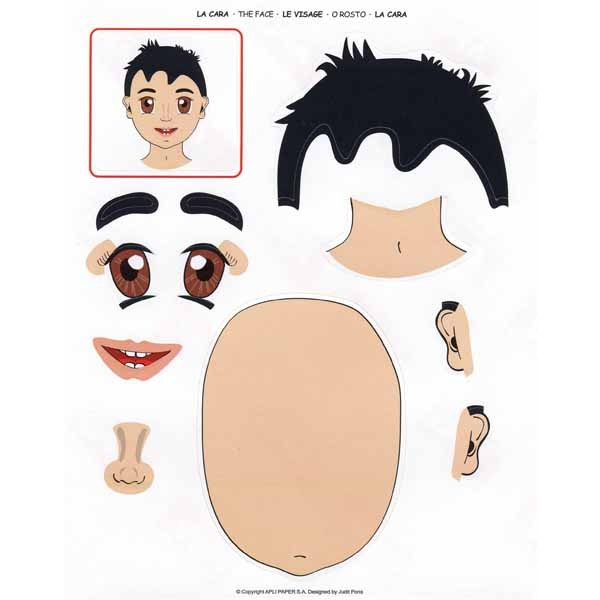 LA CARA · THE FACE · LE VISAGE · O ROSTO · LA CARA
© Copyright APLI PAPER S.A. Designed by Judit Pons